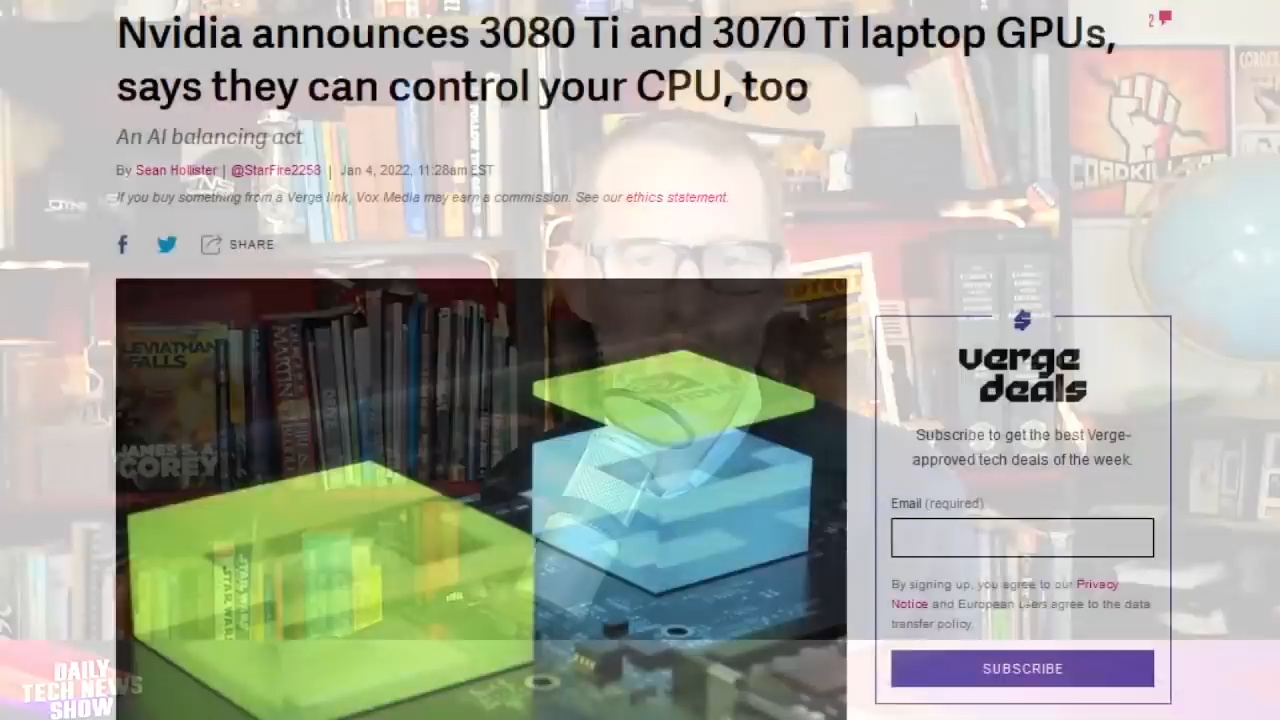 Nvidia announces 3080 Ti and 3070 Ti laptop GPUs,
2
says they can control your CPU, too
An AI balancing act
By Sean Hollister | @StarFire2258 | Jan 4, 2022, 11:28am EST
If you buy something from a Verge link, Vox Media may earn a commission. See our ethics statement.
SHARE
CORDKILLERS
LEVIATHAN
FALLS
JAMES S. A.
COREY
STAR WARS
verge
deals
Subscribe to get the best Verge-
approved tech deals of the week.
Email (required)
By signing up, you agree to our Privacy
Notice and European users agree to the data
transfer policy.
SUBSCRIBE
DAILY
TECH NEWS
SHOW